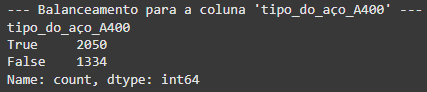 --- Balanceamento para a coluna 'tipo_do_aço_A400' ---
tipo_do_aço_A400
True     2050
False    1334
Name: count, dtype: int64